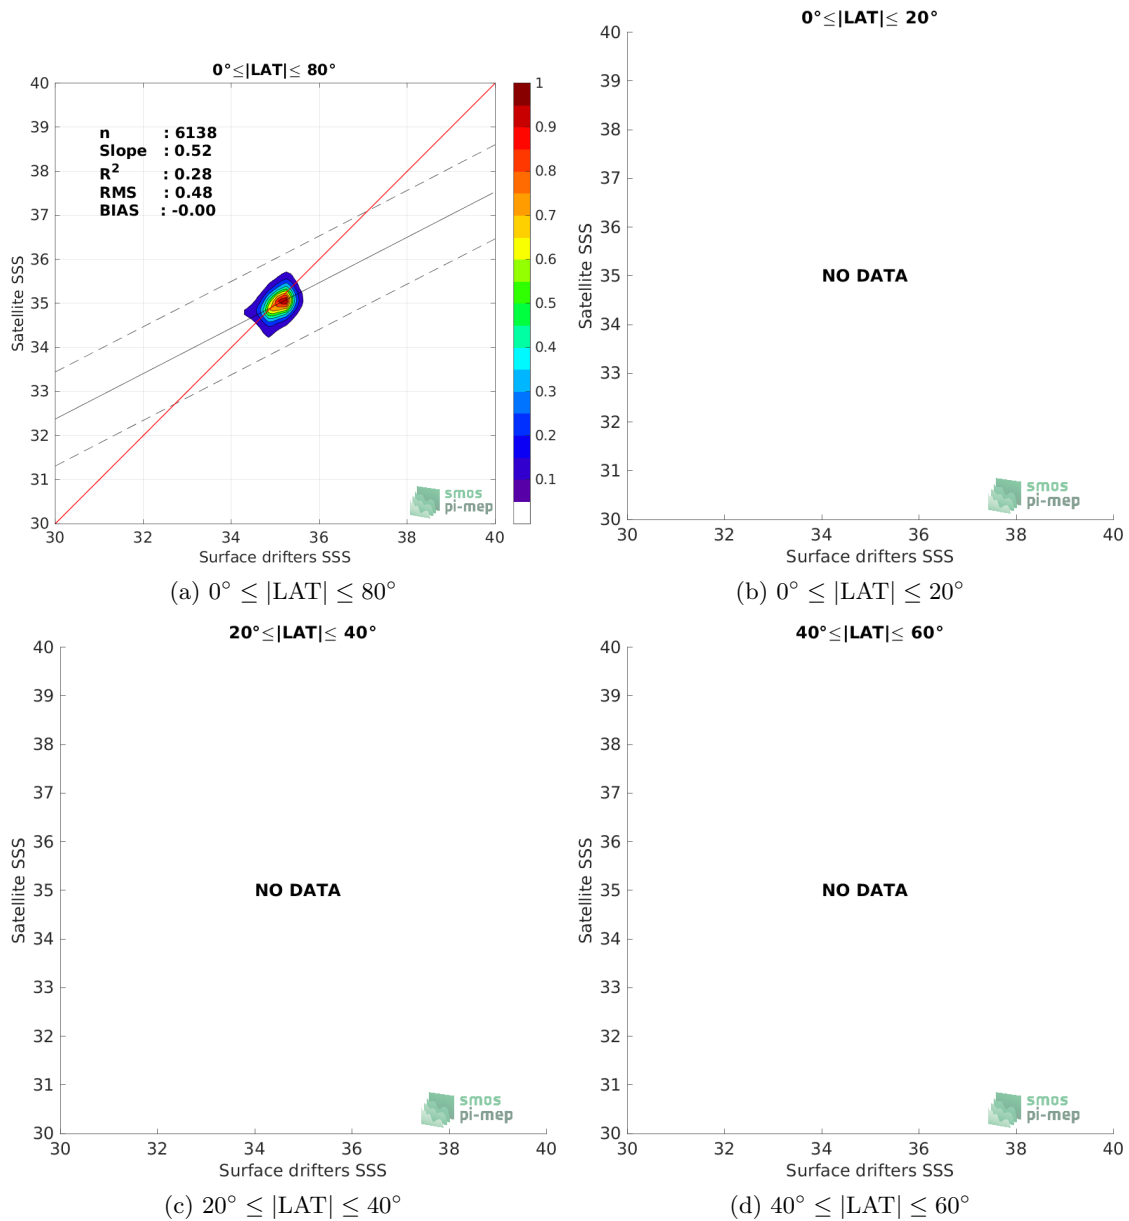 0°≤|LAT|≤ 80°
40
39
38
37
36
35
34
33
32
31
30
Satellite SSS
n : 6138
Slope : 0.52
R² : 0.28
RMS : 0.48
BIAS : -0.00
smos
pi-mep
30 32 34 36 38 40
Surface drifters SSS
1
0.9
0.8
0.7
0.6
0.5
0.4
0.3
0.2
0.1
(a) 0° ≤ |LAT| ≤ 80°
0°≤|LAT|≤ 20°
40
39
38
37
36
35
34
33
32
31
30
Satellite SSS
NO DATA
smos
pi-mep
30 32 34 36 38 40
Surface drifters SSS
(b) 0° ≤ |LAT| ≤ 20°
20°≤|LAT|≤ 40°
40
39
38
37
36
35
34
33
32
31
30
Satellite SSS
NO DATA
smos
pi-mep
30 32 34 36 38 40
Surface drifters SSS
(c) 20° ≤ |LAT| ≤ 40°
40°≤|LAT|≤ 60°
40
39
38
37
36
35
34
33
32
31
30
Satellite SSS
NO DATA
smos
pi-mep
30 32 34 36 38 40
Surface drifters SSS
(d) 40° ≤ |LAT| ≤ 60°